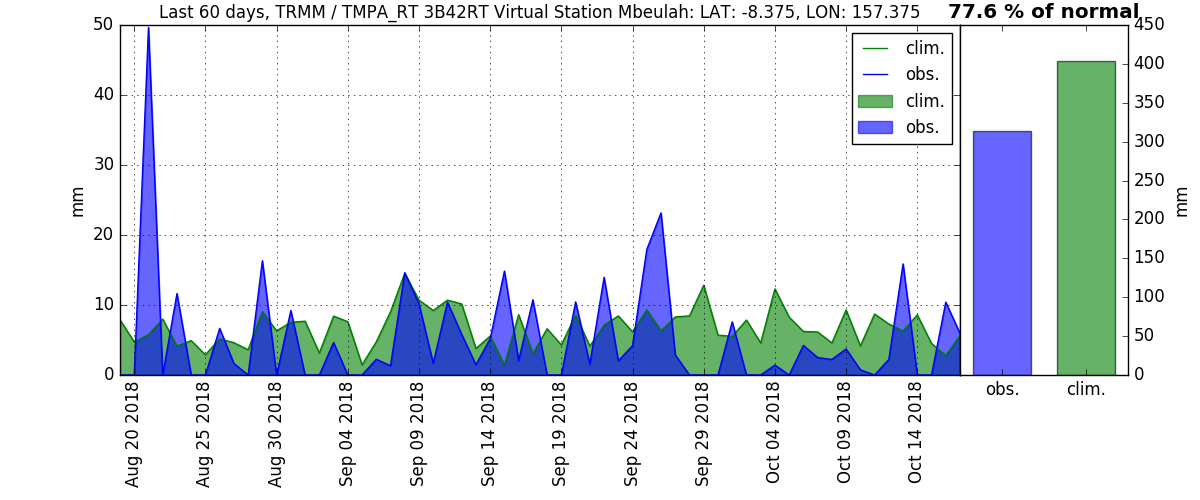 Last 60 days, TRMM / TMPA_RT 3B42RT Virtual Station Mbeulah: LAT: -8.375, LON: 157.375
77.6 % of normal
mm
50
40
30
20
10
0
clim.
obs.
clim.
obs.
Aug 20 2018
Aug 25 2018
Aug 30 2018
Sep 04 2018
Sep 09 2018
Sep 14 2018
Sep 19 2018
Sep 24 2018
Sep 29 2018
Oct 04 2018
Oct 09 2018
Oct 14 2018
450
400
350
300
250
200
150
100
50
0
mm
obs.
clim.